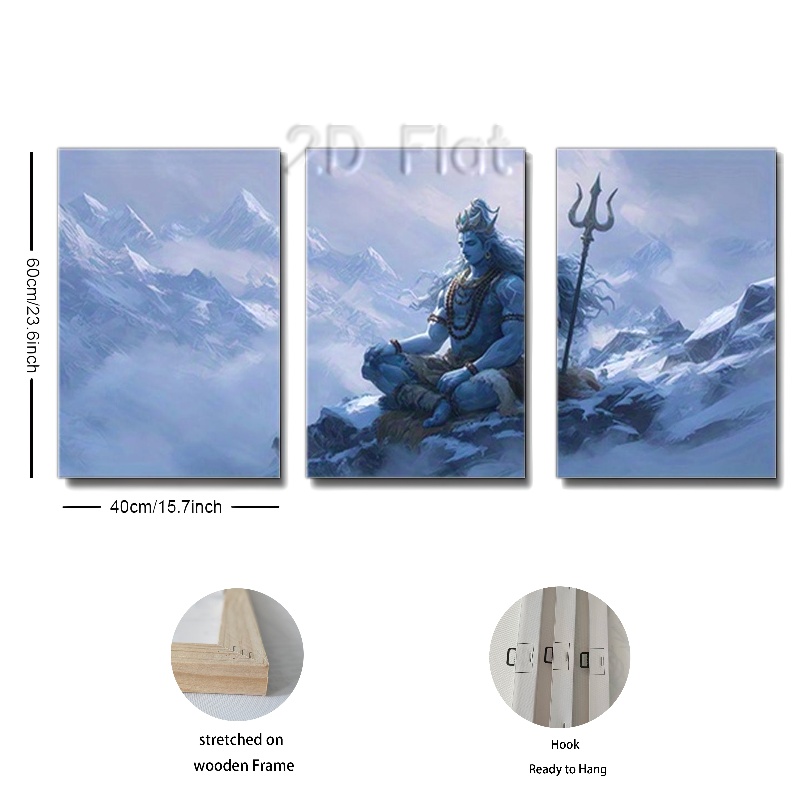 2D Flat
60cm/23.6inch
40cm/15.7inch
stretched on
wooden Frame
Hook
Ready to Hang